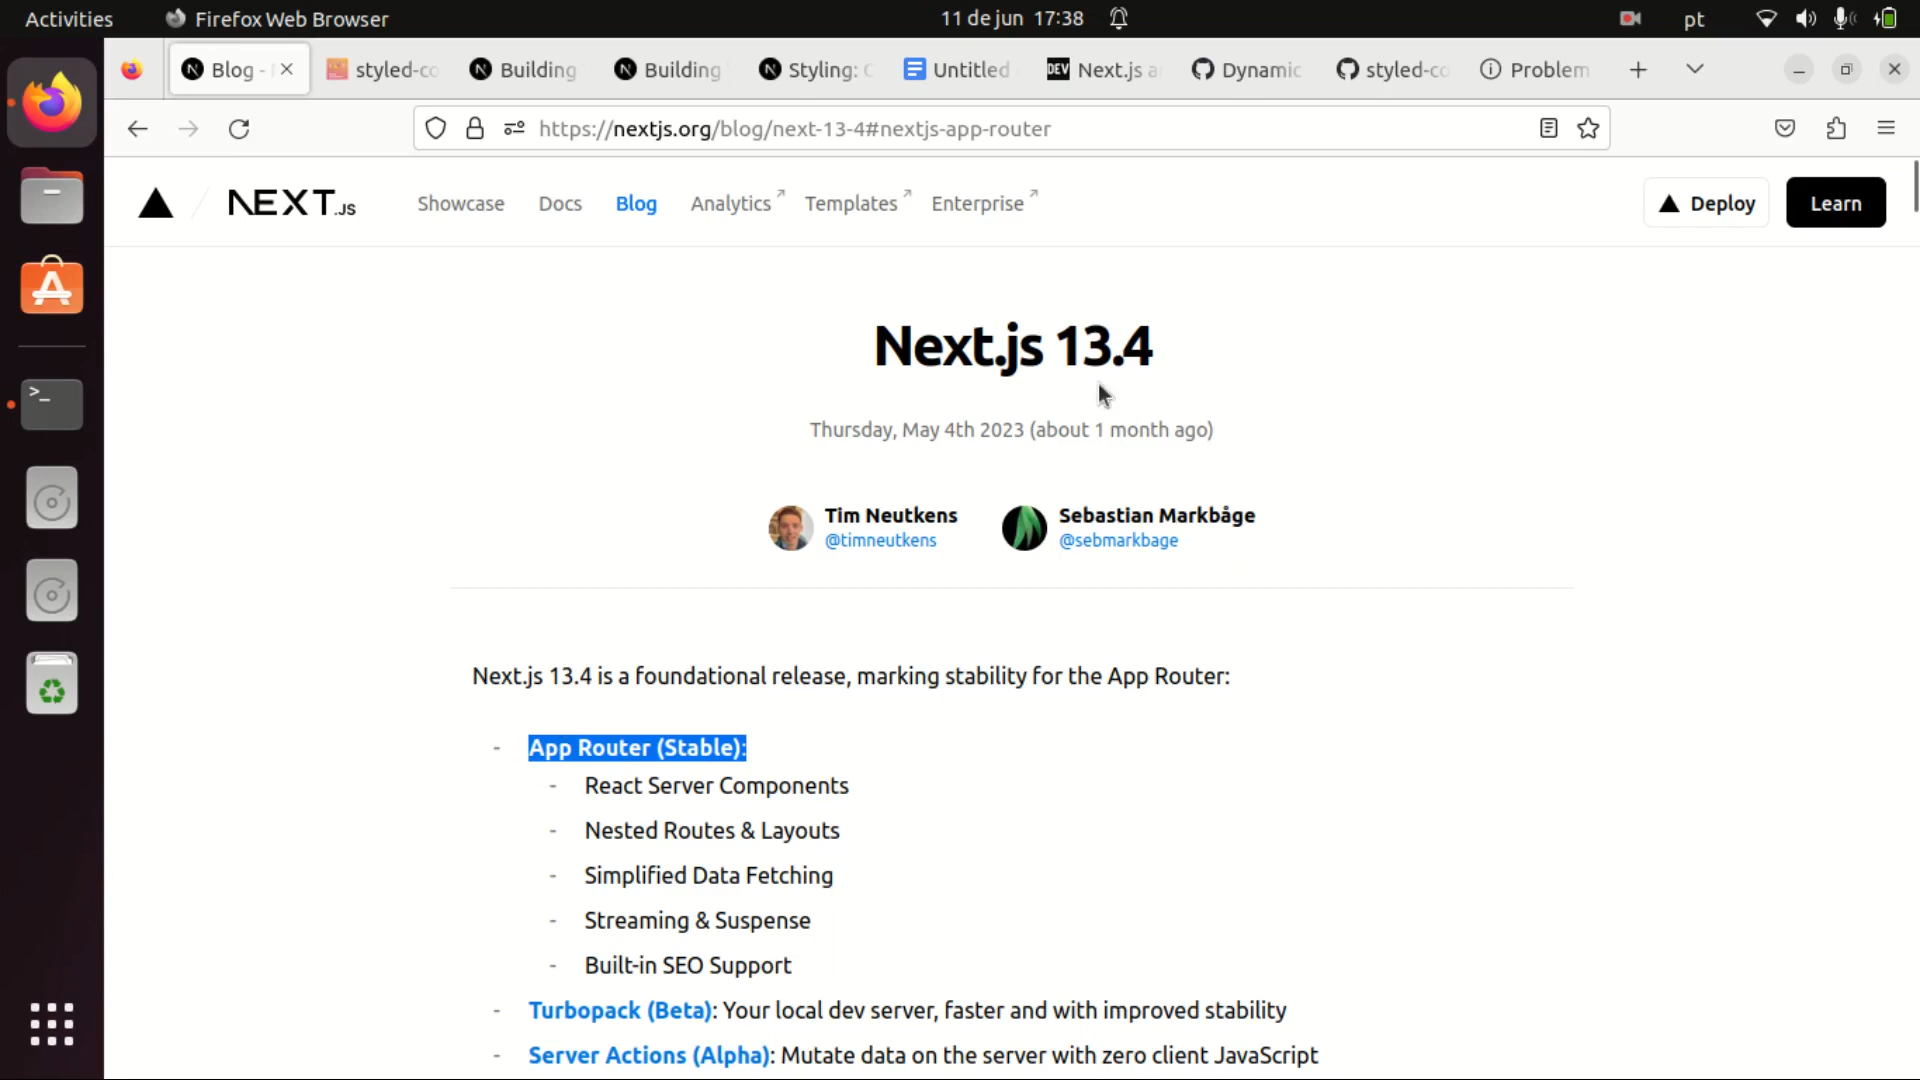 Activities
Firefox Web Browser
11 de jun 17:38
pt
Blog -
styled-co
Building
Building
Styling: C
Untitled
DEV Next.js a
Dynamic
styled-co
Problem
https://nextjs.org/blog/next-13-4#nextjs-app-router
NEXT.JS
Showcase
Docs
Blog
Analytics
Templates
Enterprise
Deploy
Learn
Next.js 13.4
Thursday, May 4th 2023 (about 1 month ago)
Tim Neutkens
@timneutkens
Sebastian Markbåge
@sebmarkbage
Next.js 13.4 is a foundational release, marking stability for the App Router:
- App Router (Stable):
- React Server Components
- Nested Routes & Layouts
- Simplified Data Fetching
- Streaming & Suspense
- Built-in SEO Support
- Turbopack (Beta): Your local dev server, faster and with improved stability
- Server Actions (Alpha): Mutate data on the server with zero client JavaScript